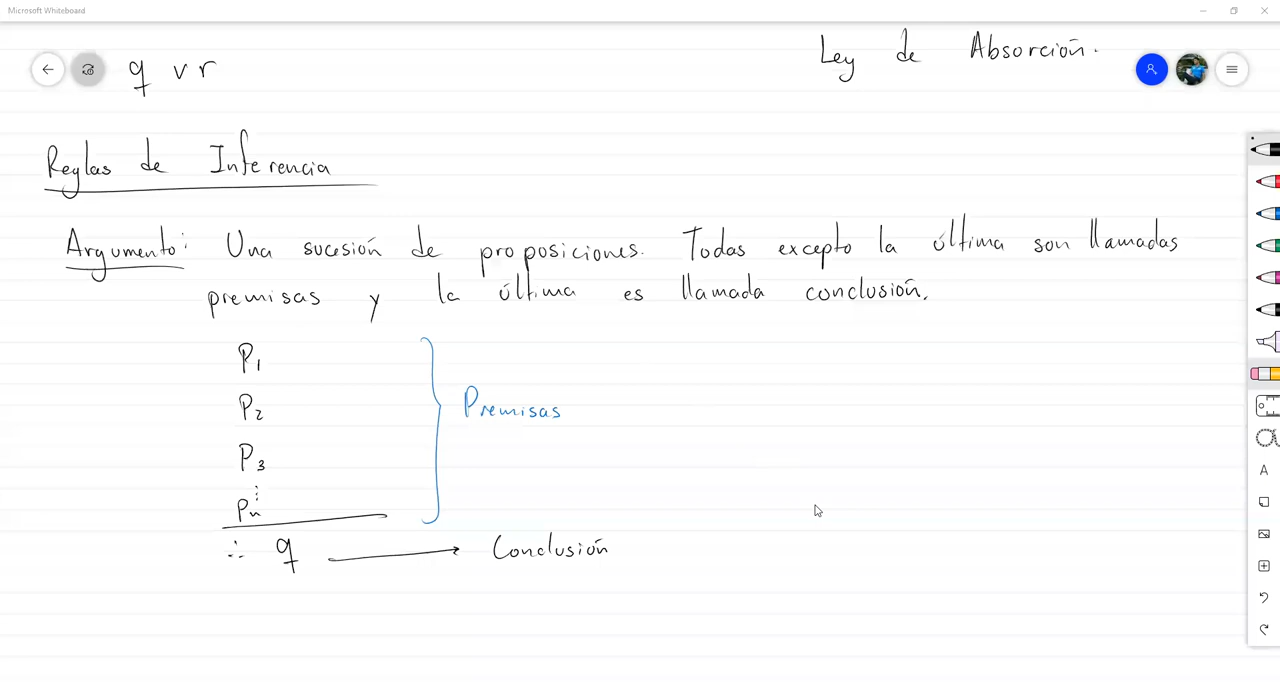 Microsoft Whiteboard
Ley de Absorción.
q v r
Reglas de Inferencia
Argumento: Una sucesión de proposiciones. Todas excepto la última son llamadas
premisas y la última es llamada conclusión.
P1
P2
P3
⋮
Pn
Premisas
∴ q → Conclusión
A